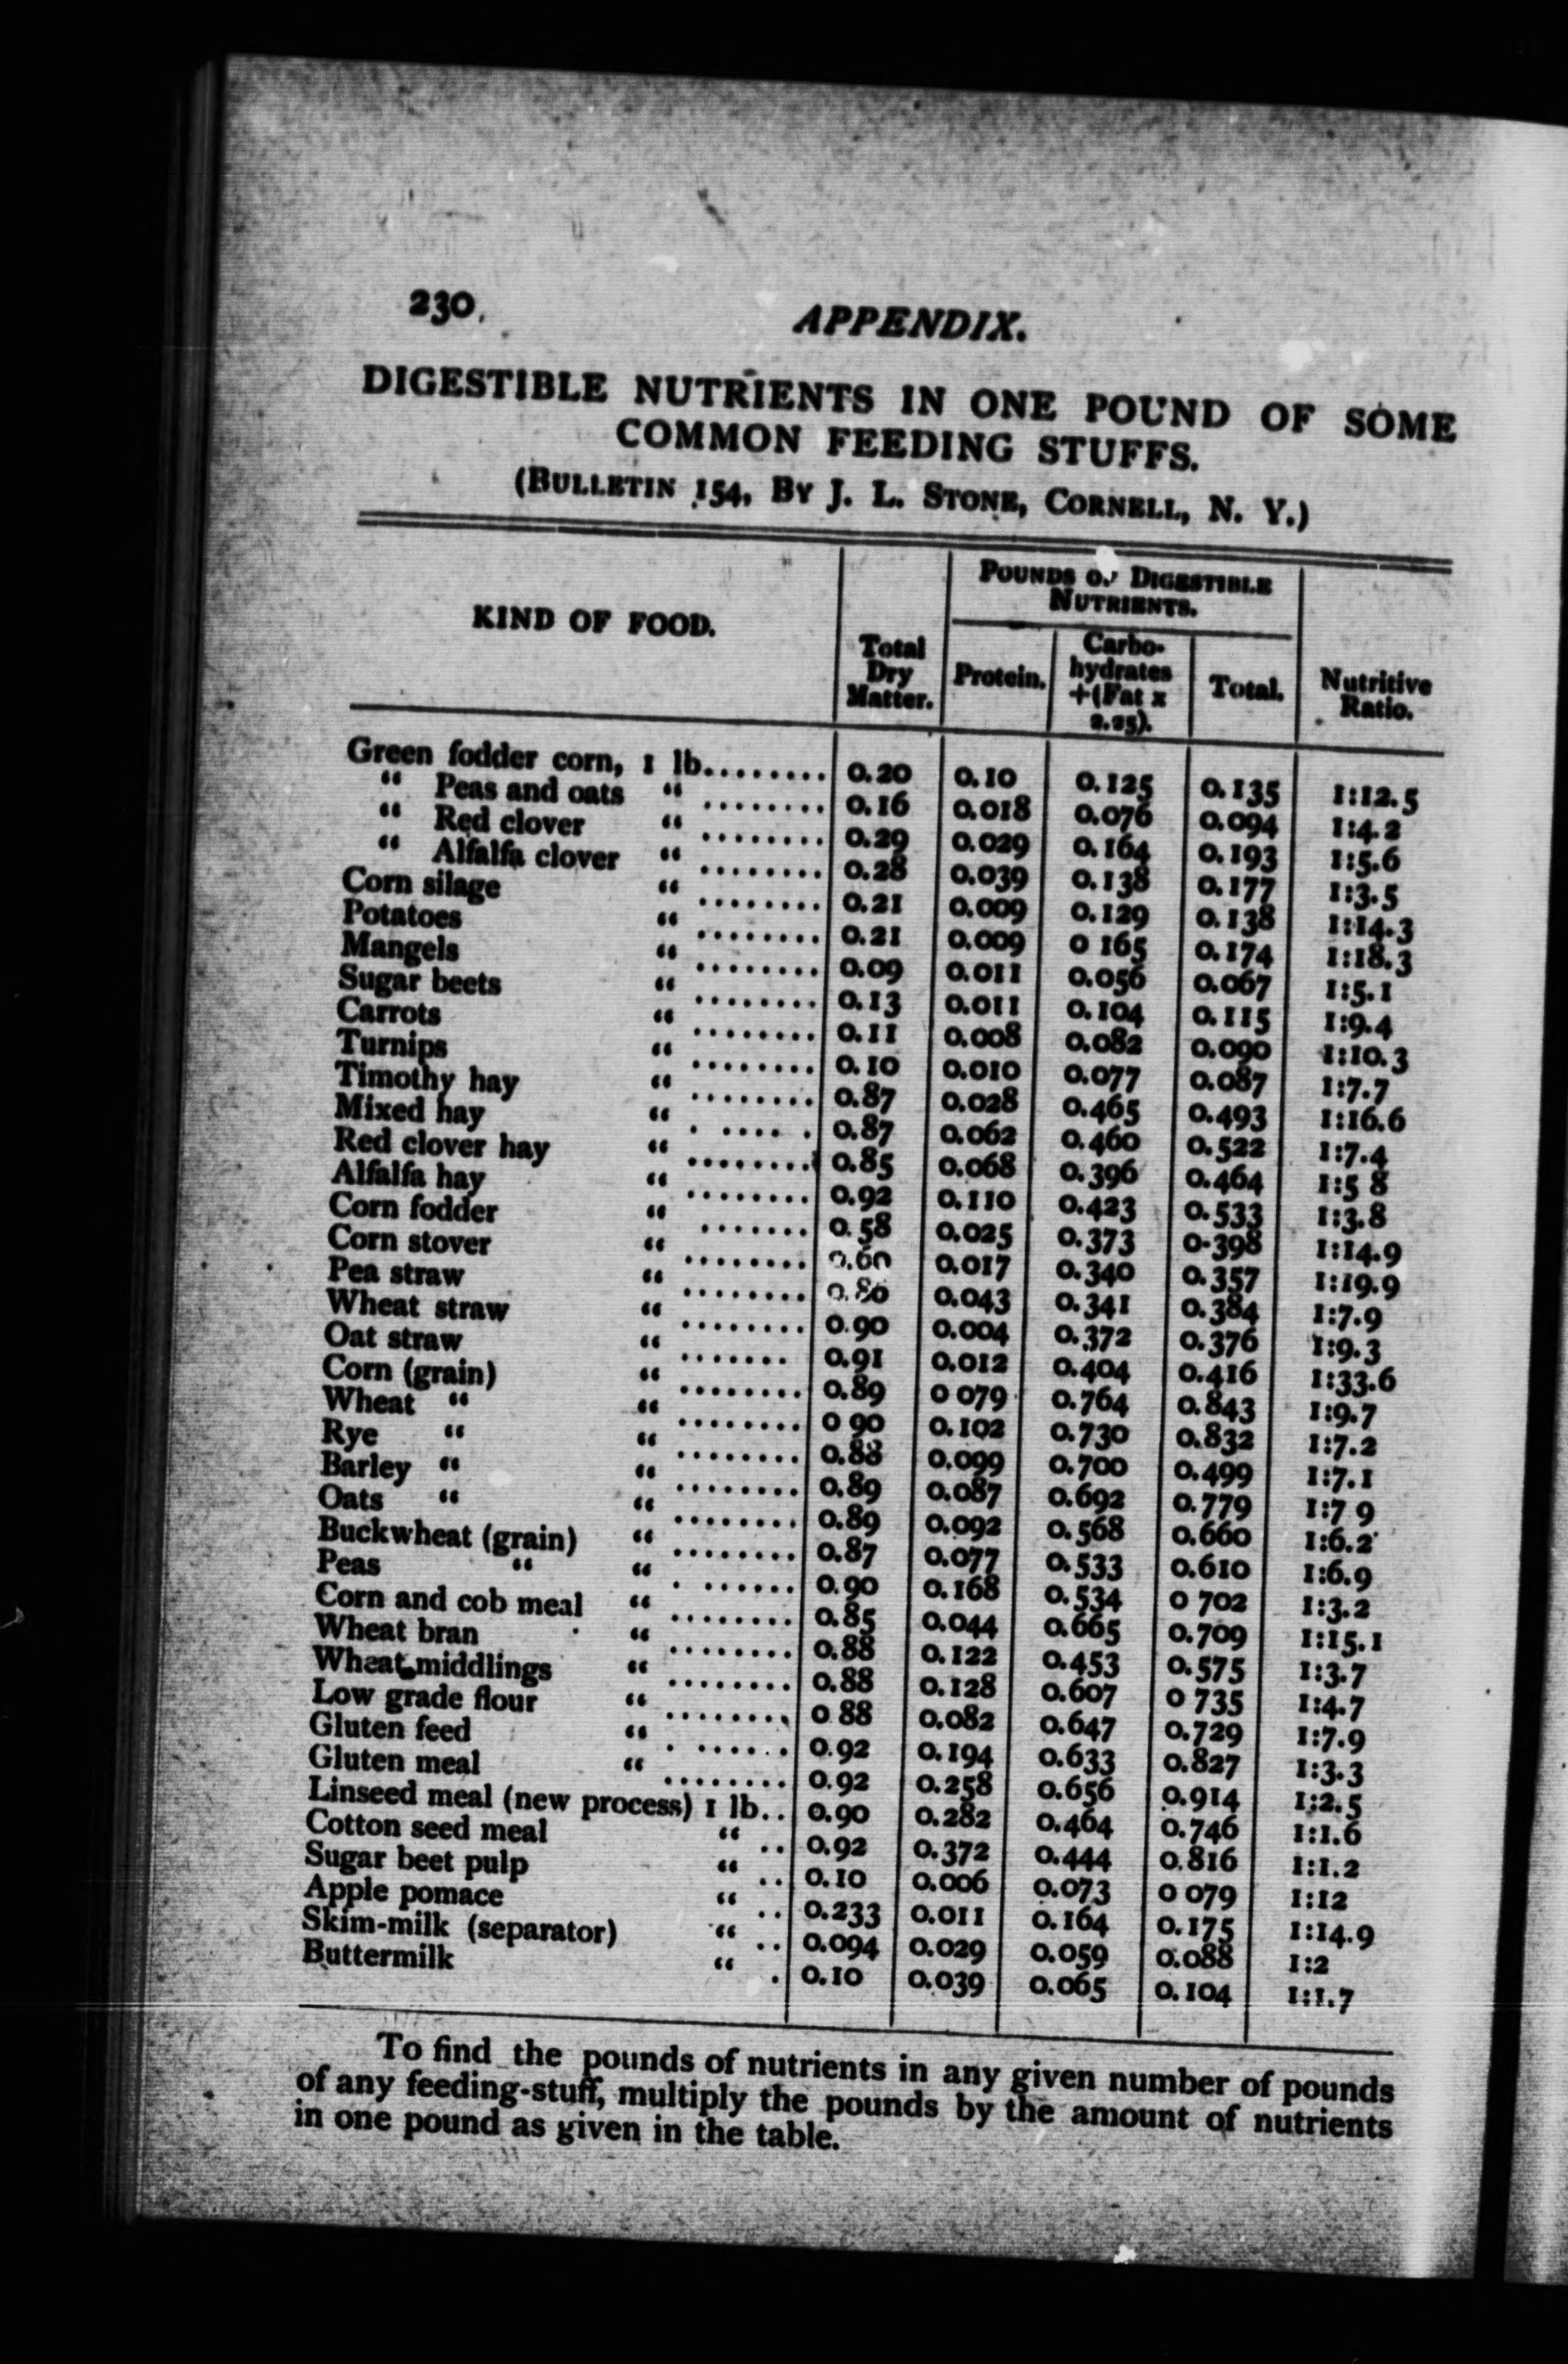 230.
APPENDIX.
DIGESTIBLE NUTRIENTS IN ONE POUND OF SOME
COMMON FEEDING STUFFS.
(BULLETIN 154, BY J. L. STONE, CORNELL, N. Y.)
KIND OF FOOD. Total Dry Matter. POUNDS OF DIGESTIBLE NUTRIENTS. Protein. Carbo-hydrates +(Fat x 2.25). Total. Nutritive Ratio.
Green fodder corn, 1 lb......... 0.20 0.10 0.125 0.135 1:12.5
“ Peas and oats “ ........ 0.16 0.018 0.076 0.094 1:4.2
“ Red clover “ ........ 0.29 0.029 0.164 0.193 1:5.6
“ Alfalfa clover “ ........ 0.28 0.039 0.138 0.177 1:3.5
Corn silage “ ........ 0.21 0.009 0.129 0.138 1:14.3
Potatoes “ ........ 0.21 0.009 0 165 0.174 1:18.3
Mangels “ ........ 0.09 0.011 0.056 0.067 1:5.1
Sugar beets “ ........ 0.13 0.011 0.104 0.115 1:9.4
Carrots “ ........ 0.11 0.008 0.082 0.090 1:10.3
Turnips “ ........ 0.10 0.010 0.077 0.087 1:7.7
Timothy hay “ ........ 0.87 0.028 0.465 0.493 1:16.6
Mixed hay “ . ..... . 0.87 0.062 0.460 0.522 1:7.4
Red clover hay “ ........ 0.85 0.068 0.396 0.464 1:5 8
Alfalfa hay “ ........ 0.92 0.110 0.423 0.533 1:3.8
Corn fodder “ ....... 0.58 0.025 0.373 0.398 1:14.9
Corn stover “ ........ 0.60 0.017 0.340 0.357 1:19.9
Pea straw “ ........ 0.86 0.043 0.341 0.384 1:7.9
Wheat straw “ ........ 0.90 0.004 0.372 0.376 1:9.3
Oat straw “ ....... 0.91 0.012 0.404 0.416 1:33.6
Corn (grain) “ ........ 0.89 0 079 0.764 0.843 1:9.7
Wheat “ “ ........ 0 90 0.102 0.730 0.832 1:7.2
Rye “ “ ........ 0.88 0.099 0.700 0.499 1:7.1
Barley “ “ ........ 0.89 0.087 0.692 0.779 1:7 9
Oats “ “ ........ 0.89 0.092 0.568 0.660 1:6.2
Buckwheat (grain) “ ........ 0.87 0.077 0.533 0.610 1:6.9
Peas “ “ . ...... 0.90 0.168 0.534 0 702 1:3.2
Corn and cob meal “ ........ 0.85 0.044 0.665 0.709 1:15.1
Wheat bran “ ........ 0.88 0.122 0.453 0.575 1:3.7
Wheat middlings “ ........ 0.88 0.128 0.607 0 735 1:4.7
Low grade flour “ ........ 0 88 0.082 0.647 0.729 1:7.9
Gluten feed “ . ...... 0.92 0.194 0.633 0.827 1:3.3
Gluten meal “ ........ 0.92 0.258 0.656 0.914 1:2.5
Linseed meal (new process) 1 lb.. 0.90 0.282 0.464 0.746 1:1.6
Cotton seed meal “ .. 0.92 0.372 0.444 0.816 1:1.2
Sugar beet pulp “ .. 0.10 0.006 0.073 0 079 1:12
Apple pomace “ .. 0.233 0.011 0.164 0.175 1:14.9
Skim-milk (separator) “ .. 0.094 0.029 0.059 0.088 1:2
Buttermilk “ . 0.10 0.039 0.065 0.104 1:1.7
To find the pounds of nutrients in any given number of pounds
of any feeding-stuff, multiply the pounds by the amount of nutrients
in one pound as given in the table.